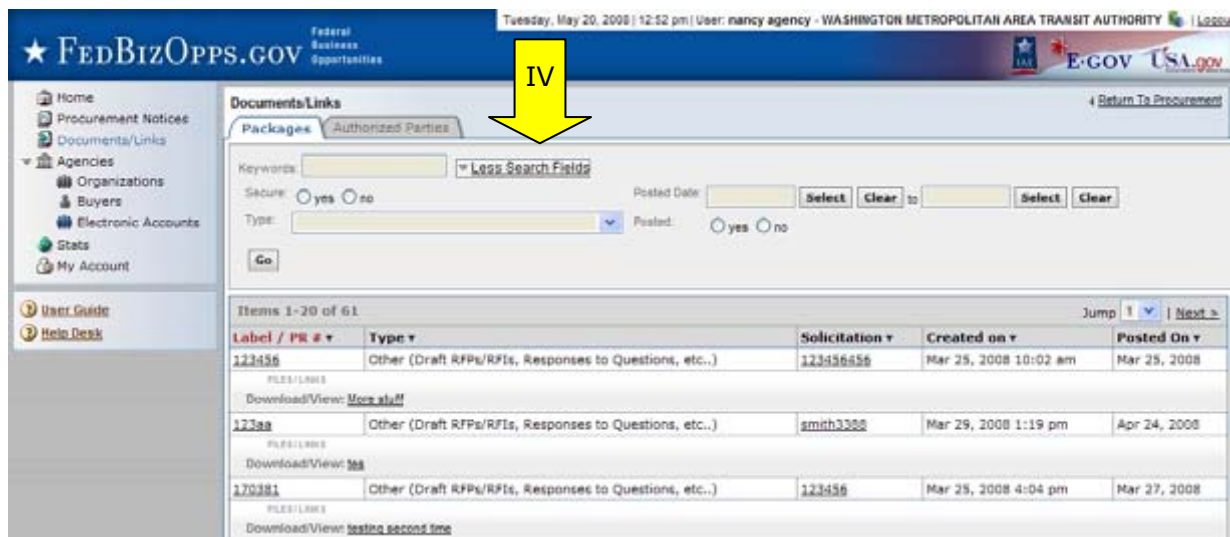 Tuesday, May 20, 2008 | 12:52 pm | User: nancy agency - WASHINGTON METROPOLITAN AREA TRANSIT AUTHORITY | Logou
★ FEDBIZOPPS.GOV Federal Business Opportunities
E-GOV USA.gov
IV
Home
Procurement Notices
Documents/Links
Agencies
Organizations
Buyers
Electronic Accounts
Stats
My Account
User Guide
Help Desk
Documents/Links Return To Procurement
Packages Authorized Parties
Keywords: Less Search Fields
Secure: yes no Posted Date: Select Clear to Select Clear
Type: Posted: yes no
Go
Items 1-20 of 61 Jump 1 | Next >
Label / PR # Type Solicitation Created on Posted On
123456 Other (Draft RFPs/RFIs, Responses to Questions, etc..) 123456456 Mar 25, 2008 10:02 am Mar 25, 2008
FILES/LINKS
Download/View: More stuff
123aa Other (Draft RFPs/RFIs, Responses to Questions, etc..) smith3388 Mar 29, 2008 1:19 pm Apr 24, 2008
FILES/LINKS
Download/View: tes
170381 Other (Draft RFPs/RFIs, Responses to Questions, etc..) 123456 Mar 25, 2008 4:04 pm Mar 27, 2008
FILES/LINKS
Download/View: testing second time